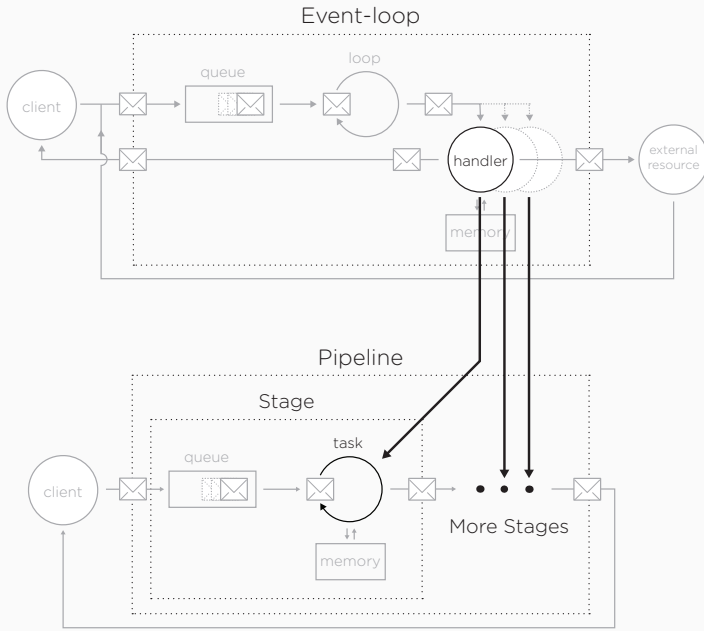 Event-loop
loop
queue
client
handler
external
resource
memory
Pipeline
Stage
task
queue
client
More Stages
memory